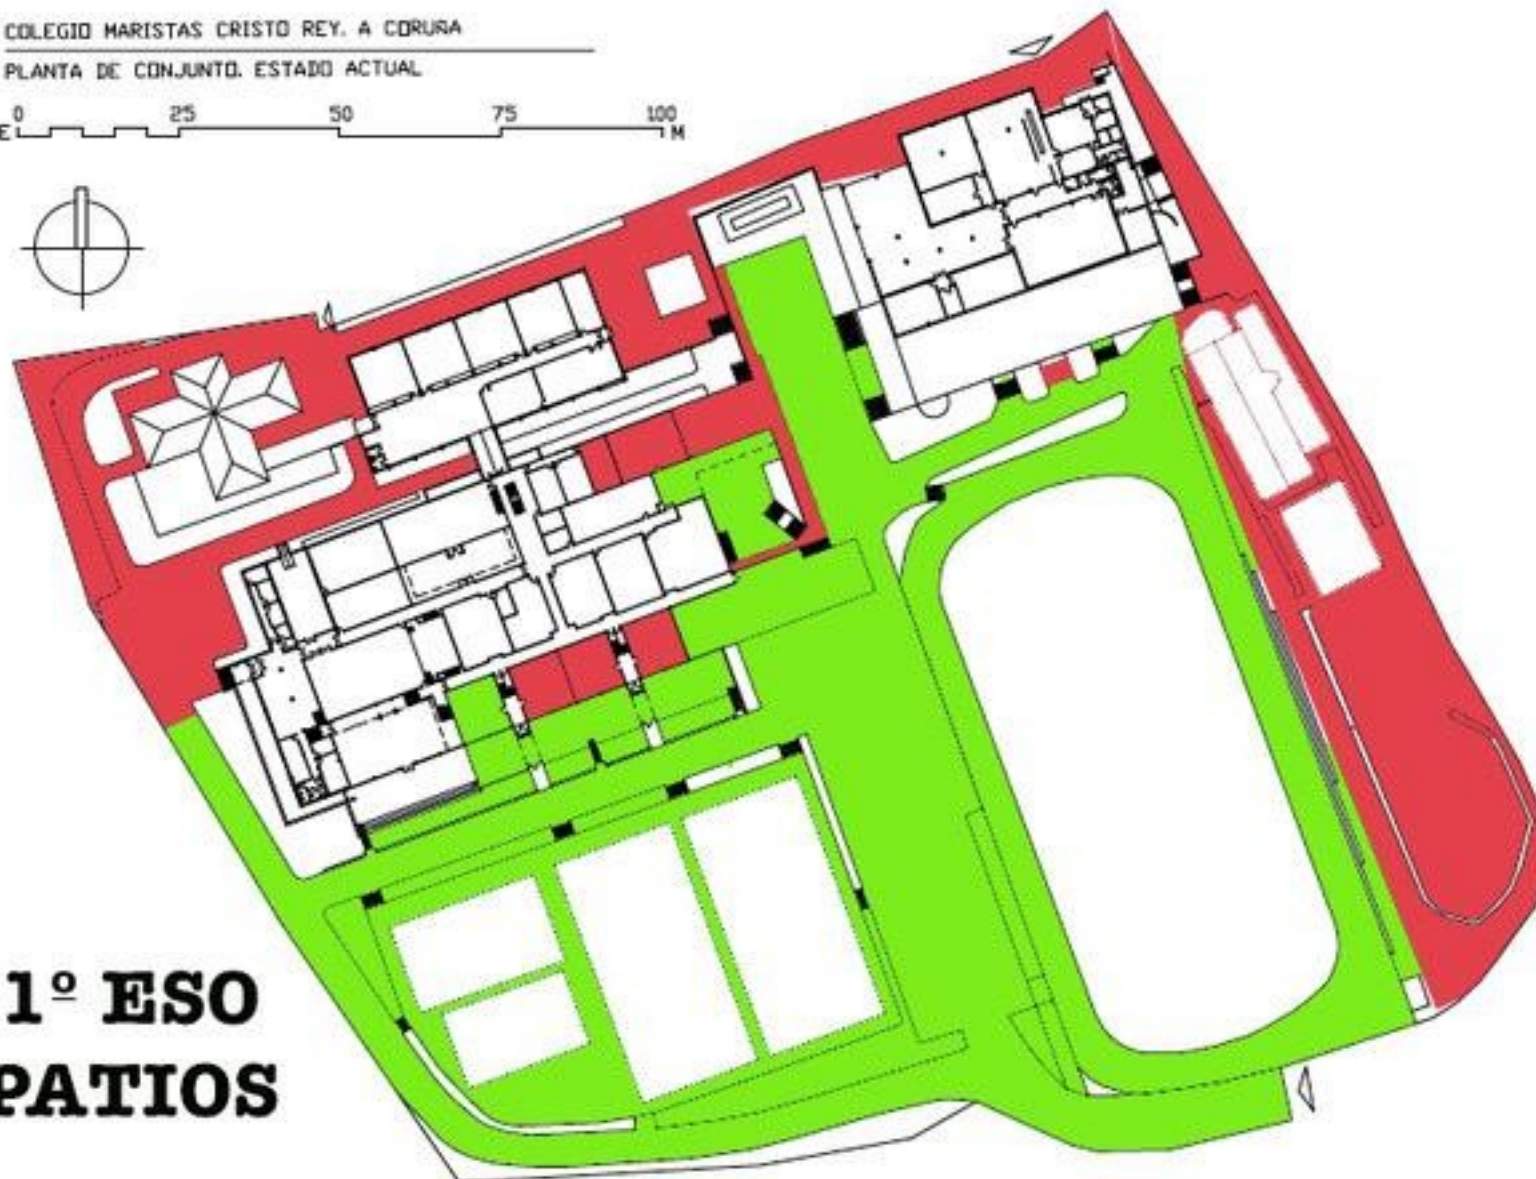 COLEGIO MARISTAS CRISTO REY. A CORUÑA
PLANTA DE CONJUNTO. ESTADO ACTUAL
0 25 50 75 100
E M
1º ESO
PATIOS